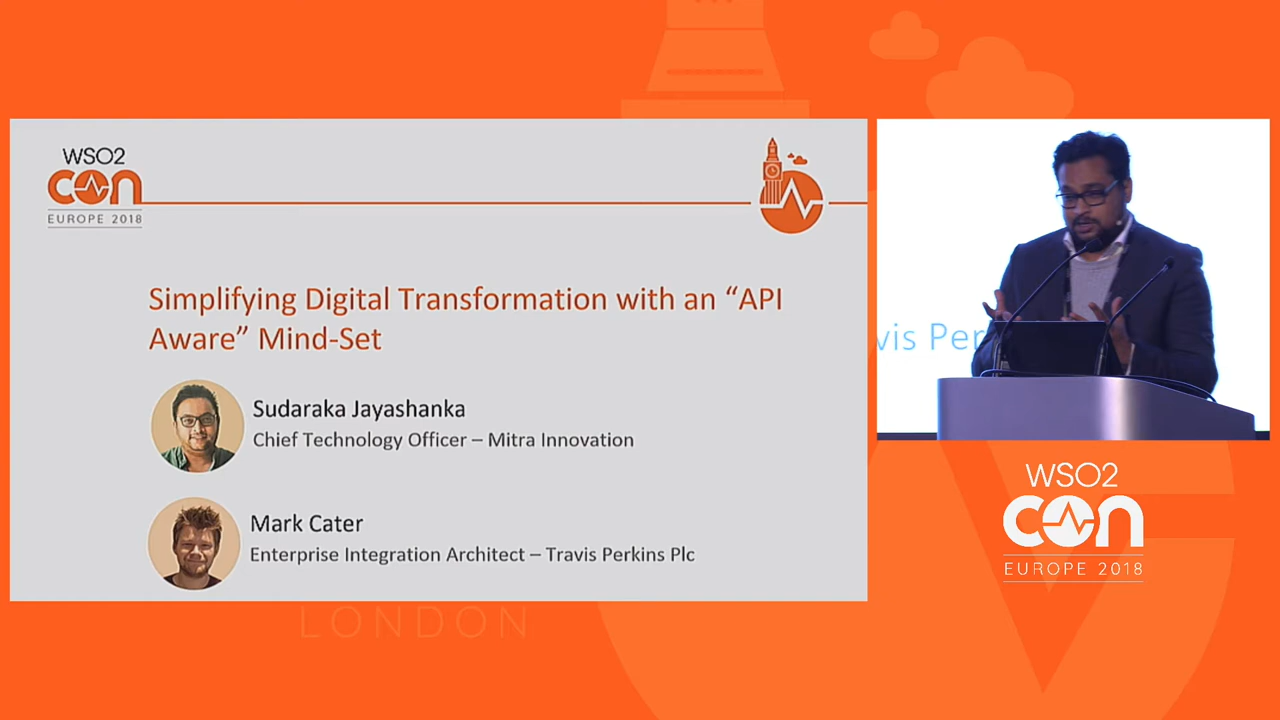 WSO2
con
EUROPE 2018
Simplifying Digital Transformation with an “API
Aware” Mind-Set
Sudaraka Jayashanka
Chief Technology Officer – Mitra Innovation
Mark Cater
Enterprise Integration Architect – Travis Perkins Plc
vis Per
WSO2
con
EUROPE 2018
LONDON